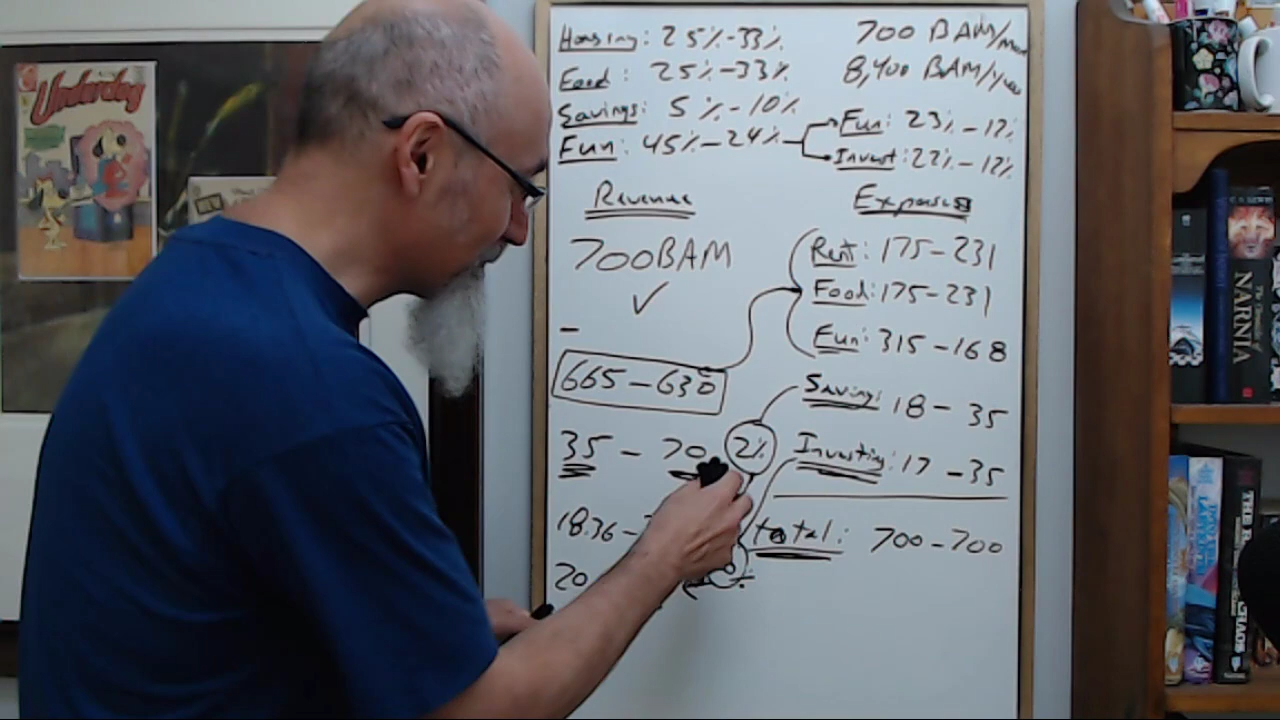 Underdog
Housing: 25%-33%
700 BAM/
Food: 25%-33%
8,400 BAM/
Savings: 5%-10%
Fun: 45%-24%
Fun: 23%-12%
Invest: 22%-12%
Revenue
Expenses
700BAM
✓
Rent: 175-231
Food: 175-231
Fun: 315-168
-
665-630
Savings 18-35
35 - 70
2%
Investing: 17-35
18.36-
total: 700-700
20
NARNIA
CHAOS